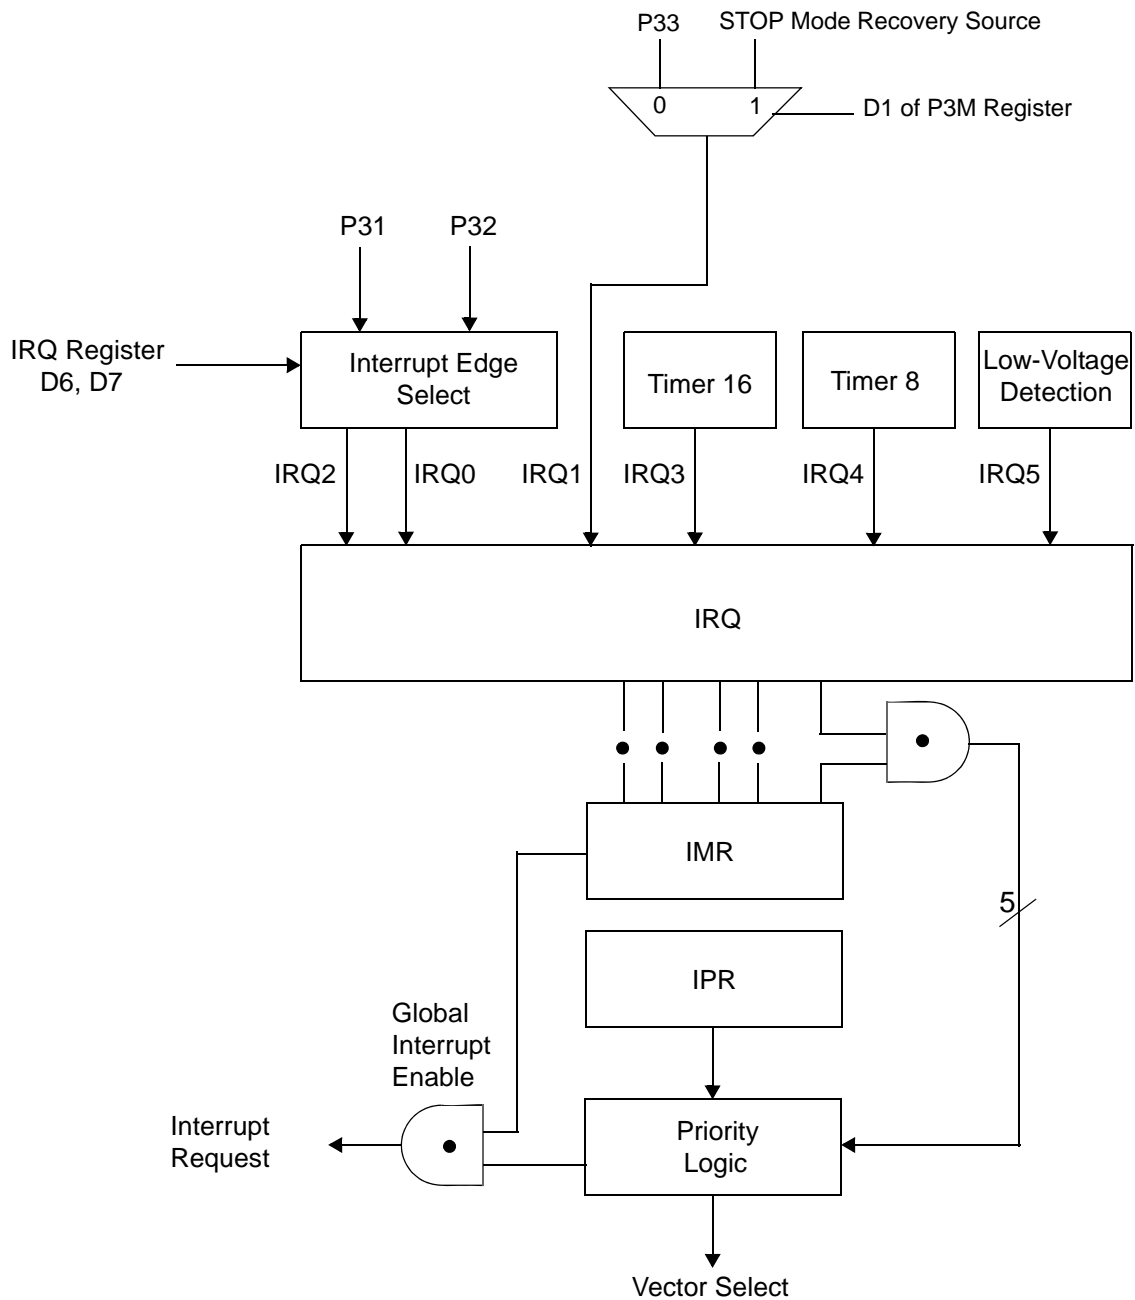 P33
STOP Mode Recovery Source
0
1
D1 of P3M Register
P31
P32
IRQ Register
D6, D7
Interrupt Edge
Select
Timer 16
Timer 8
Low-Voltage
Detection
IRQ2
IRQ0
IRQ1
IRQ3
IRQ4
IRQ5
IRQ
IMR
5
IPR
Global
Interrupt
Enable
Interrupt
Request
Priority
Logic
Vector Select